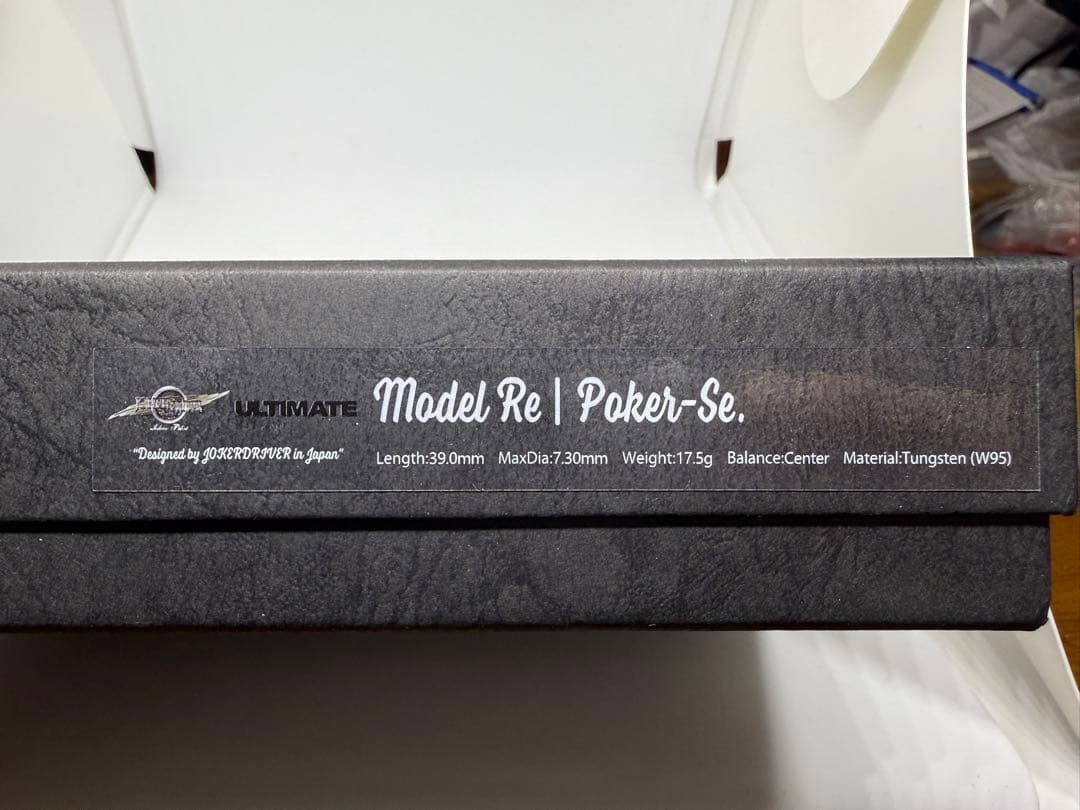 ULTIMATE Model Re | Poker-Se.
"Designed by JOKERDRIVER in Japan"
Length:39.0mm MaxDia:7.30mm Weight:17.5g Balance:Center Material:Tungsten (W95)